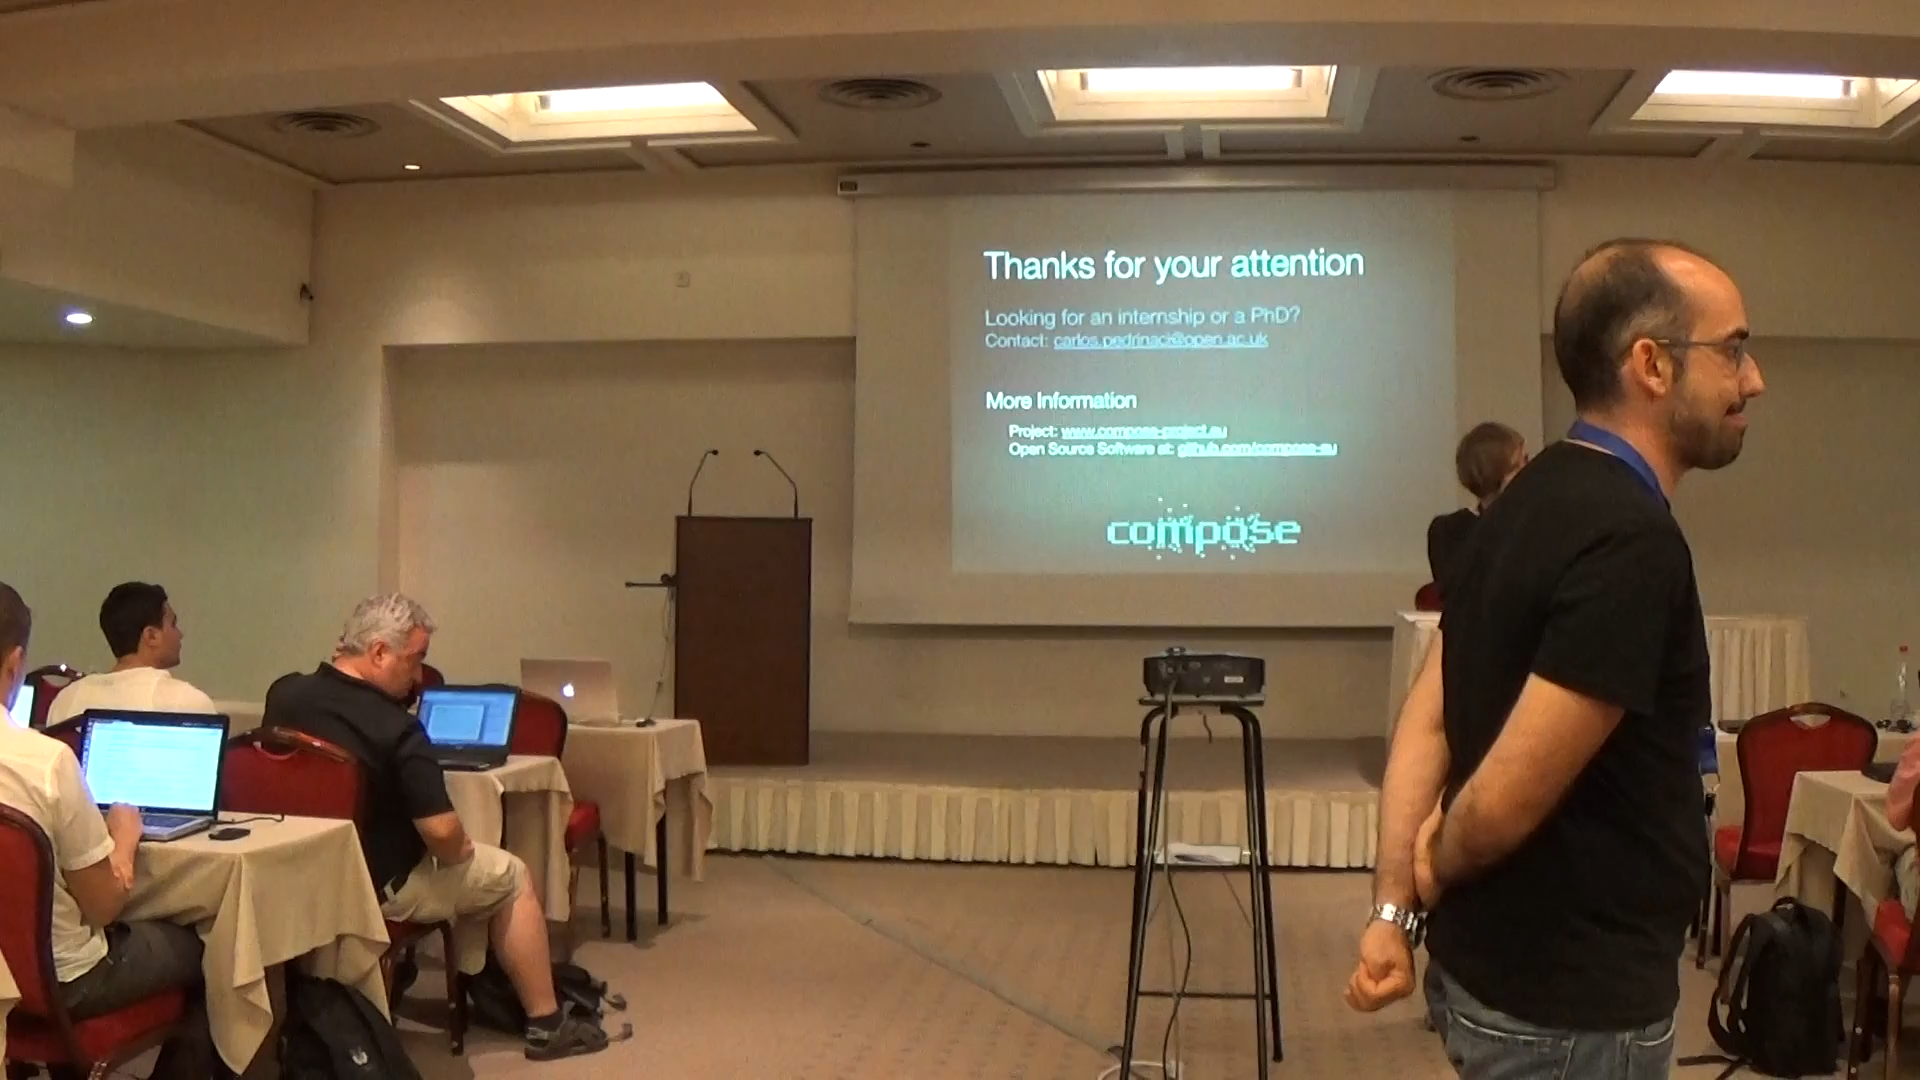 Thanks for your attention
Looking for an internship or a PhD?
Contact: carlos.pedrinaci@open.ac.uk
More Information
Project: www.compose-project.eu
Open Source Software at: github.com/compose-eu
compose